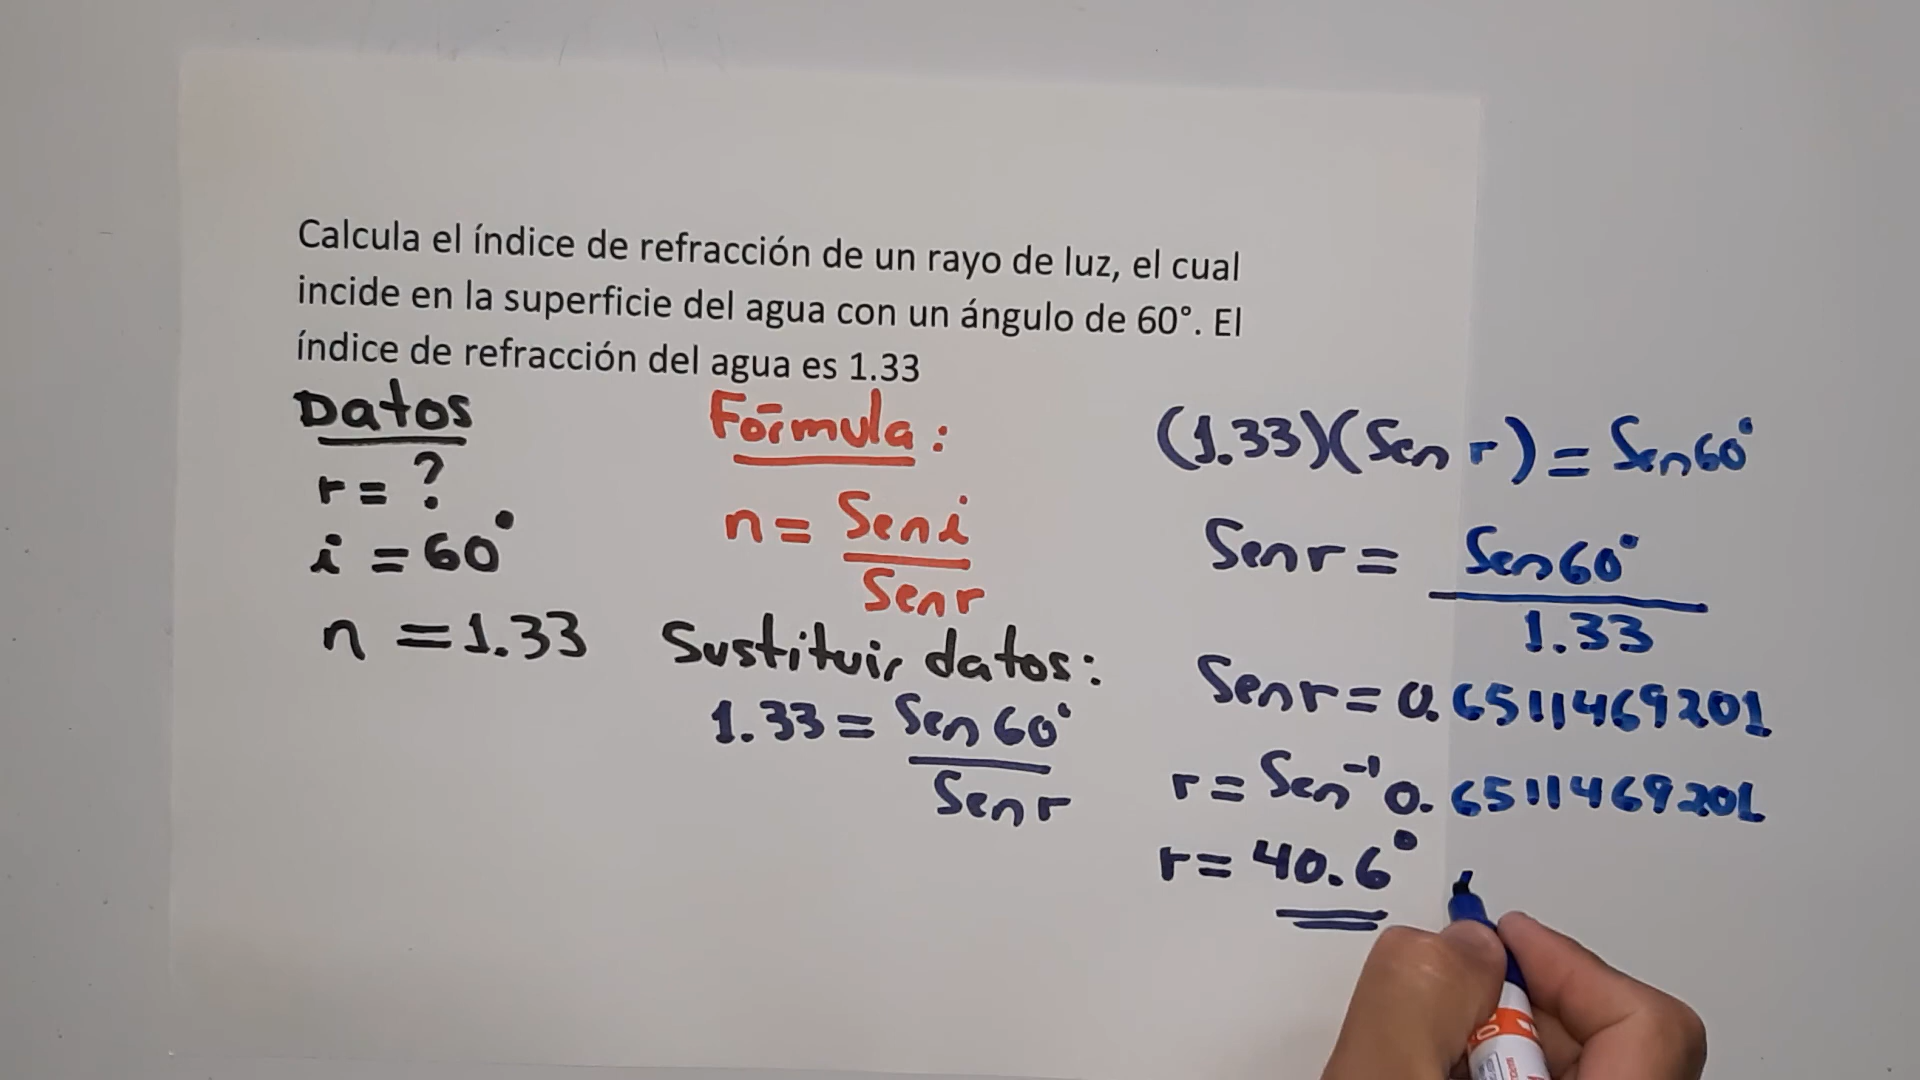 Calcula el índice de refracción de un rayo de luz, el cual
incide en la superficie del agua con un ángulo de 60°. El
índice de refracción del agua es 1.33
Datos
r = ?
i = 60°
n = 1.33
Fórmula:
n = Sen i
Sen r
Sustituir datos:
1.33 = Sen 60°
Sen r
(1.33)(Sen r) = Sen 60°
Sen r = Sen 60°
1.33
Sen r = 0.6511469201
r = Sen⁻¹ 0.6511469201
r = 40.6°